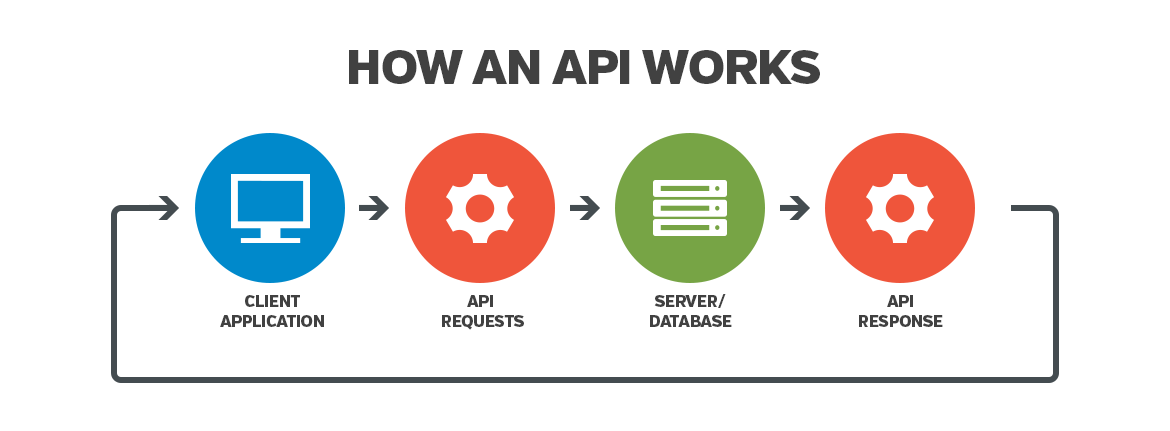 HOW AN API WORKS
CLIENT
APPLICATION
API
REQUESTS
SERVER/
DATABASE
API
RESPONSE